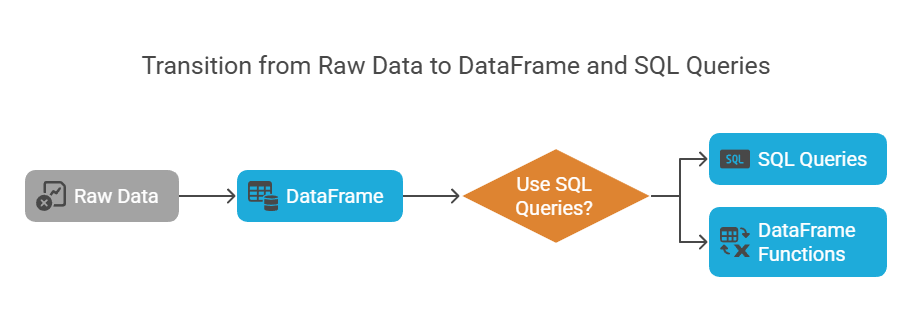 Transition from Raw Data to DataFrame and SQL Queries
Raw Data
DataFrame
Use SQL
Queries?
SQL
SQL Queries
DataFrame
Functions